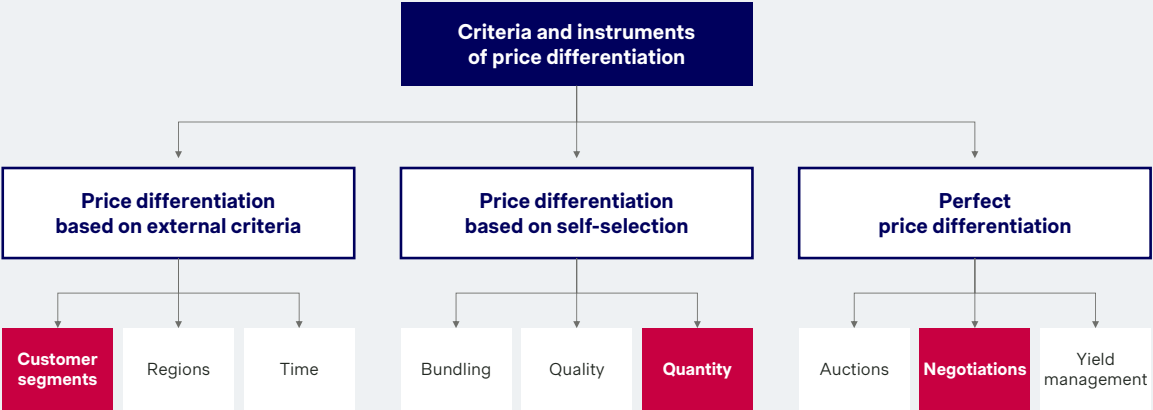 Criteria and instruments
of price differentiation
Price differentiation
based on external criteria
Price differentiation
based on self-selection
Perfect
price differentiation
Customer
segments
Regions
Time
Bundling
Quality
Quantity
Auctions
Negotiations
Yield
management